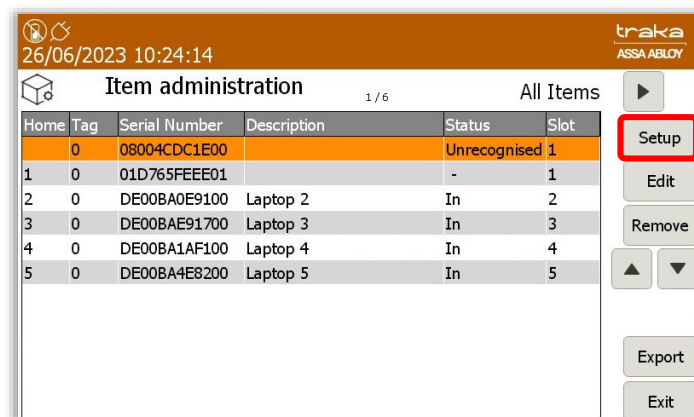 traka
26/06/2023 10:24:14 ASSA ABLOY
Item administration 1/6 All Items
Home Tag Serial Number Description Status Slot
Setup
0 08004CDC1E00 Unrecognised 1
1 0 01D765FEEE01 - 1
Edit
2 0 DE00BA0E9100 Laptop 2 In 2
3 0 DE00BAE91700 Laptop 3 In 3
Remove
4 0 DE00BA1AF100 Laptop 4 In 4
5 0 DE00BA4E8200 Laptop 5 In 5
Export
Exit